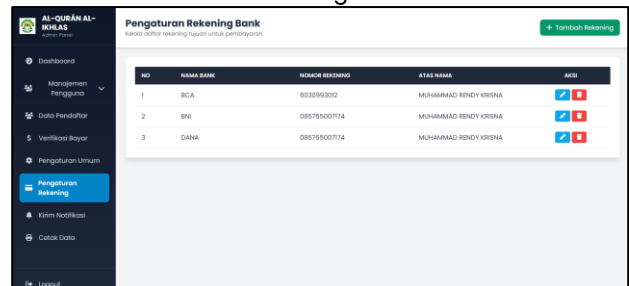 AL-QURÄN AL-
IKHLAS
Admin Panel
Dashboard
Manajemen
Pengguna
Data Pendaftar
Verifikasi Bayar
Pengaturan Umum
Pengaturan
Rekening
Kirim Notifikasi
Cetak Data
Logout
Pengaturan Rekening Bank
Kelola daftar rekening tujuan untuk pembayaran.
+ Tambah Rekening
NO NAMA BANK NOMOR REKENING ATAS NAMA AKSI
1 BCA 6030993012 MUHAMMAD RENDY KRISNA
2 BNI 085765007174 MUHAMMAD RENDY KRISNA
3 DANA 085765007174 MUHAMMAD RENDY KRISNA